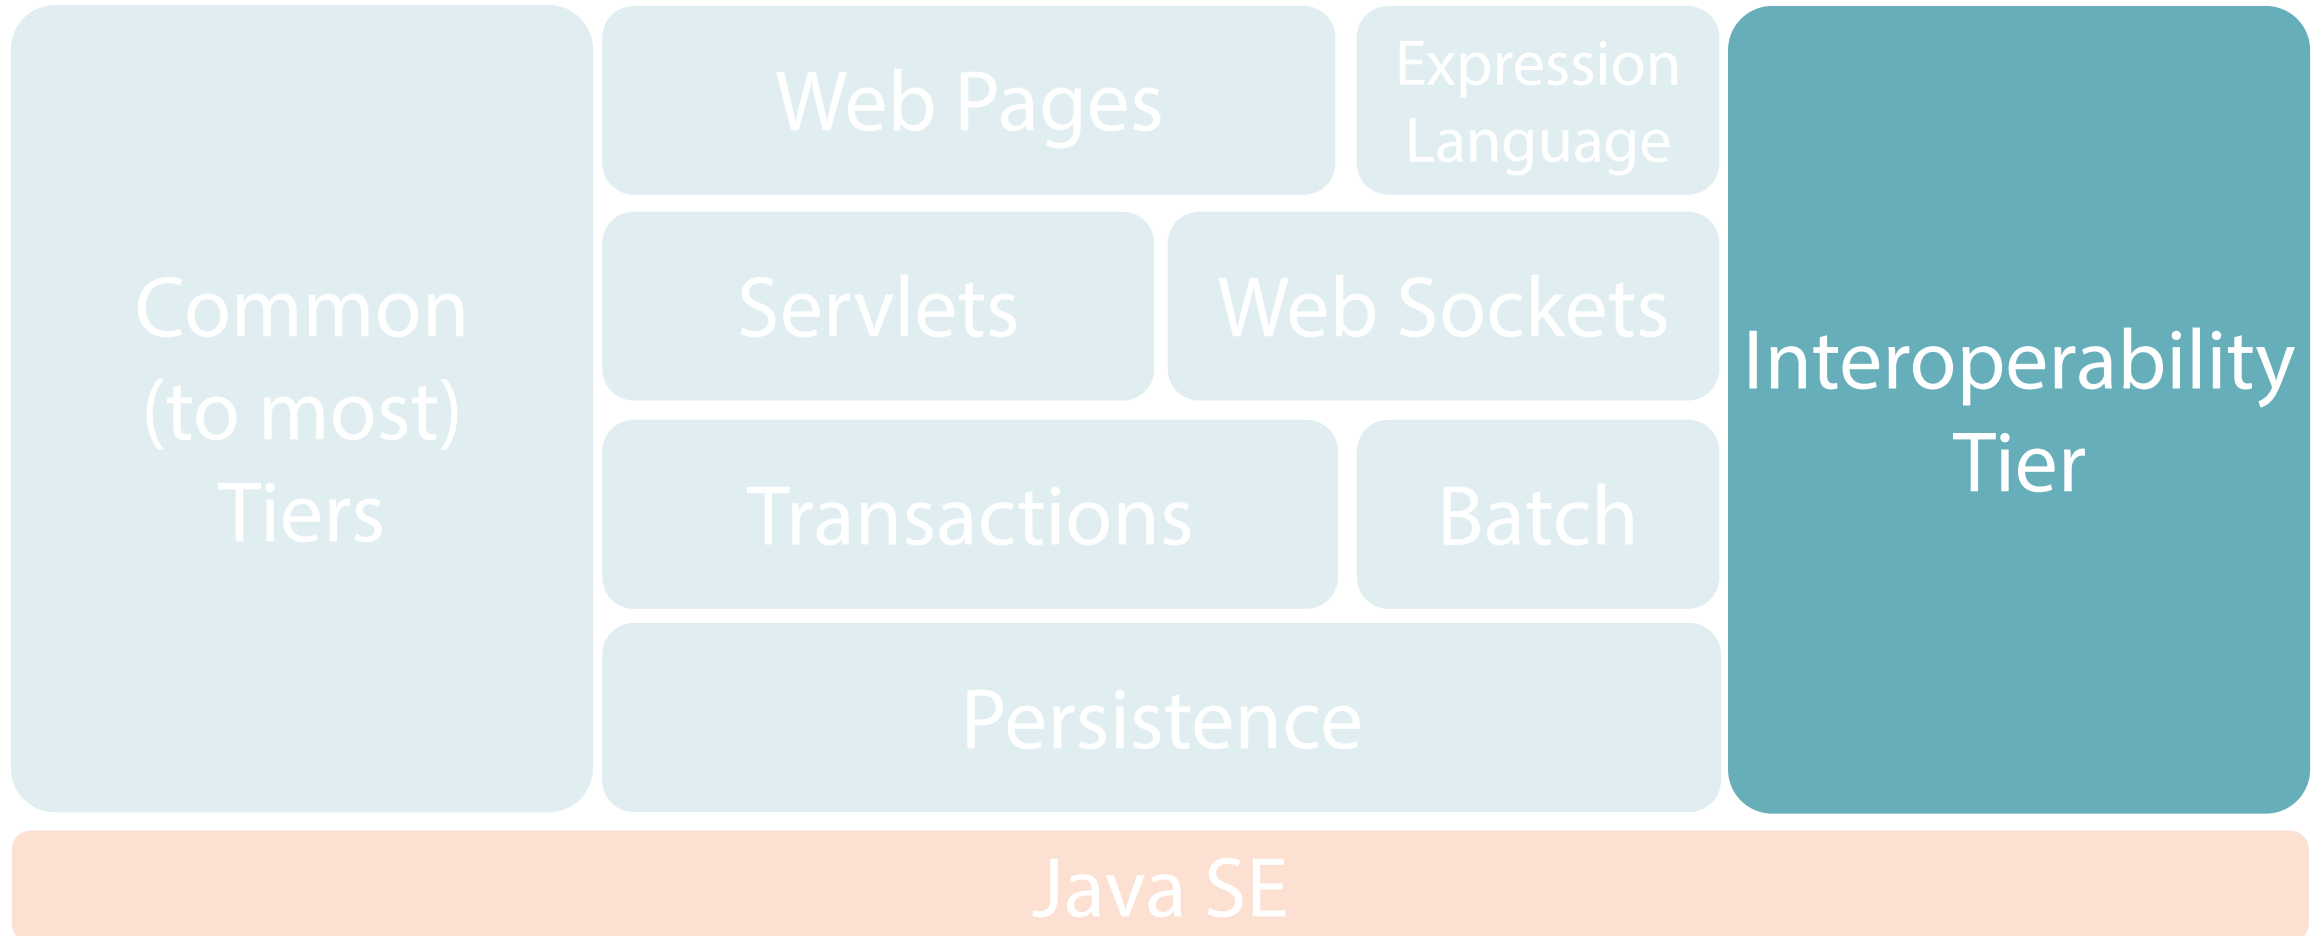 Common
(to most)
Tiers
Web Pages
Expression
Language
Servlets
Web Sockets
Transactions
Batch
Persistence
Interoperability
Tier
Java SE